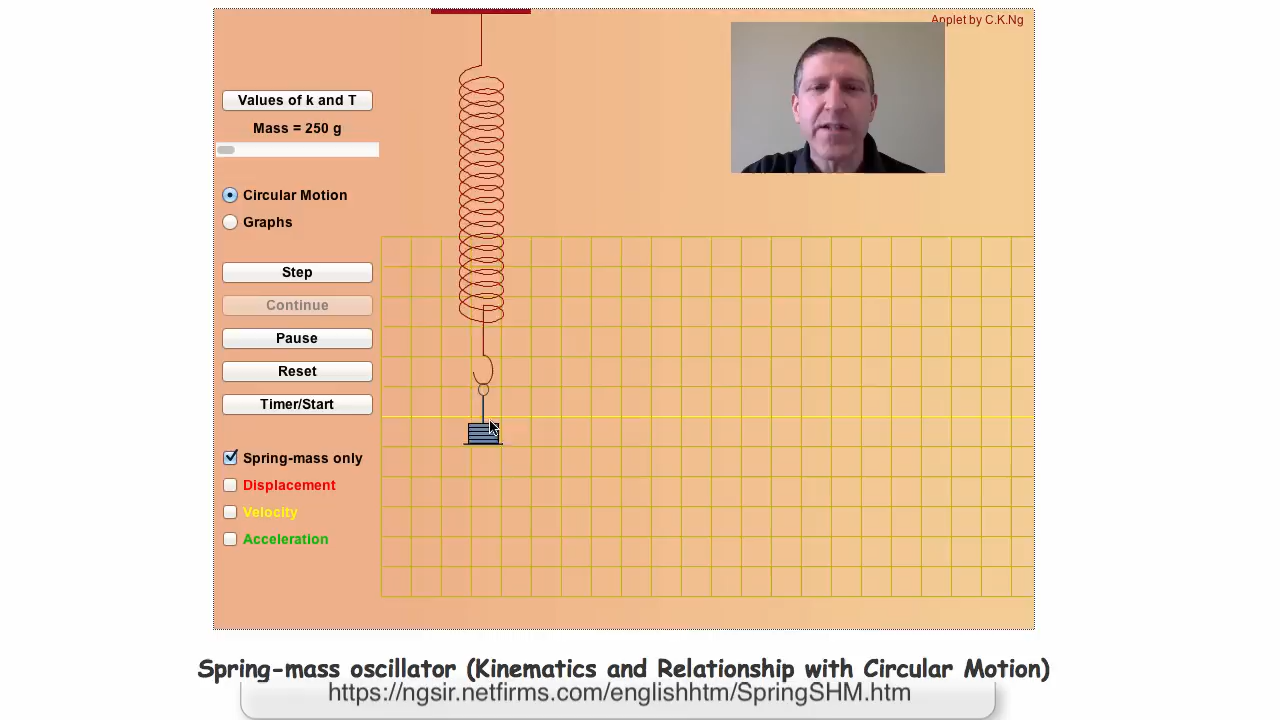 Applet by C.K.Ng
Values of k and T
Mass = 250 g
Circular Motion
Graphs
Step
Continue
Pause
Reset
Timer/Start
Spring-mass only
Displacement
Velocity
Acceleration
Spring-mass oscillator (Kinematics and Relationship with Circular Motion)
https://ngsir.netfirms.com/englishhtm/SpringSHM.htm